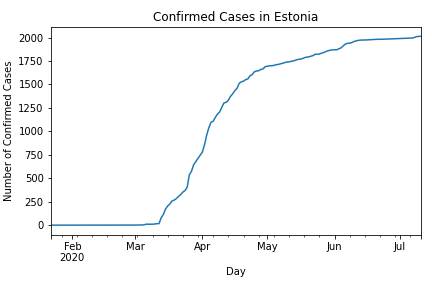 Confirmed Cases in Estonia
Number of Confirmed Cases
2000
1750
1500
1250
1000
750
500
250
0
Feb Mar Apr May Jun Jul
2020
Day